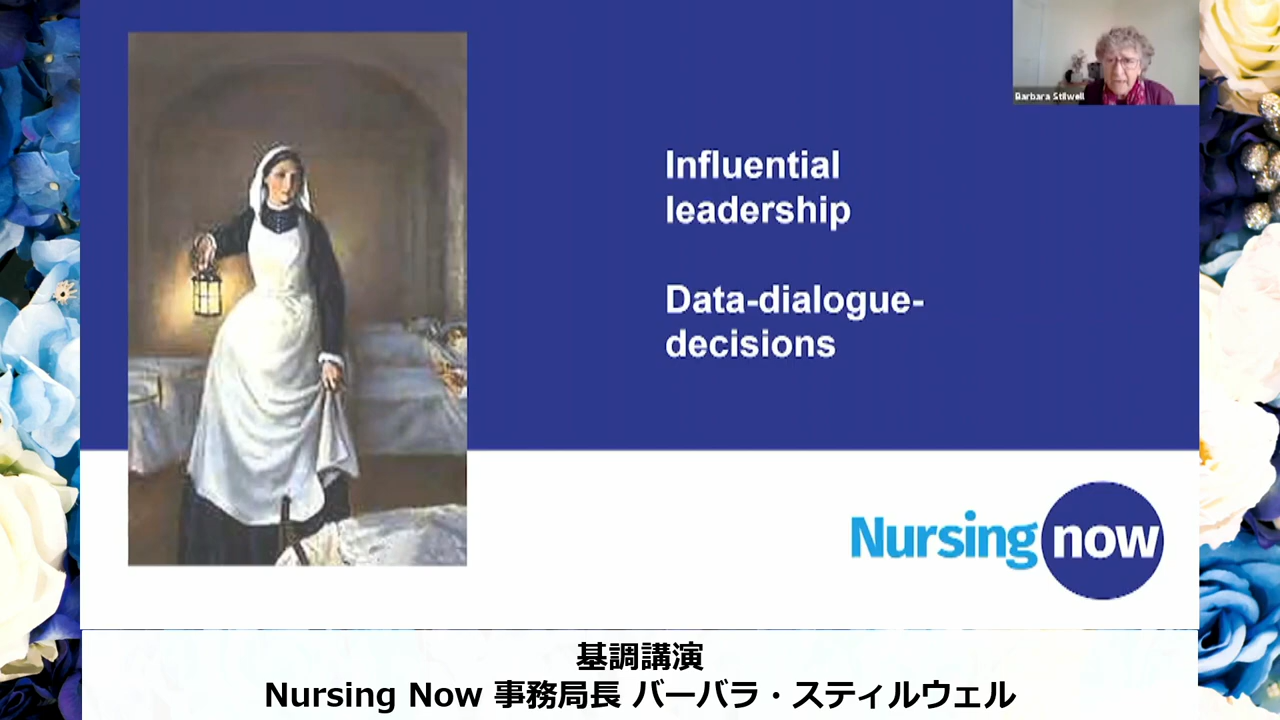 Barbara Stilwell
Influential
leadership
Data-dialogue-
decisions
Nursing now
基調講演
Nursing Now 事務局長 バーバラ・スティルウェル